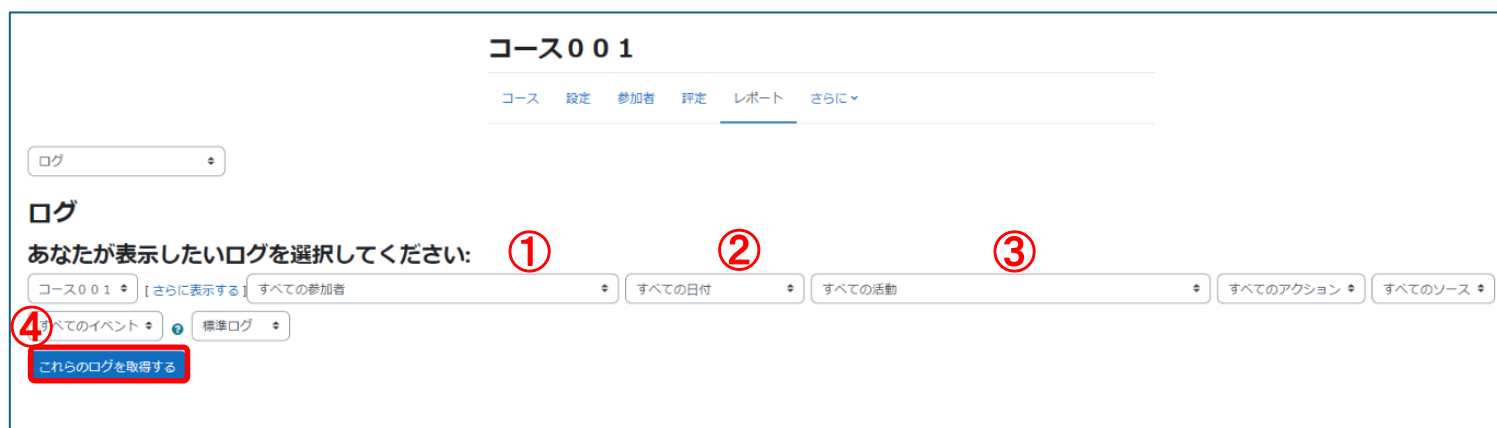 コース００１
コース 設定 参加者 評定 レポート さらに
ログ
ログ
あなたが表示したいログを選択してください:
① ② ③
コース００１ [ さらに表示する ] すべての参加者 すべての日付 すべての活動 すべてのアクション すべてのソース
④ すべてのイベント ? 標準ログ
これらのログを取得する